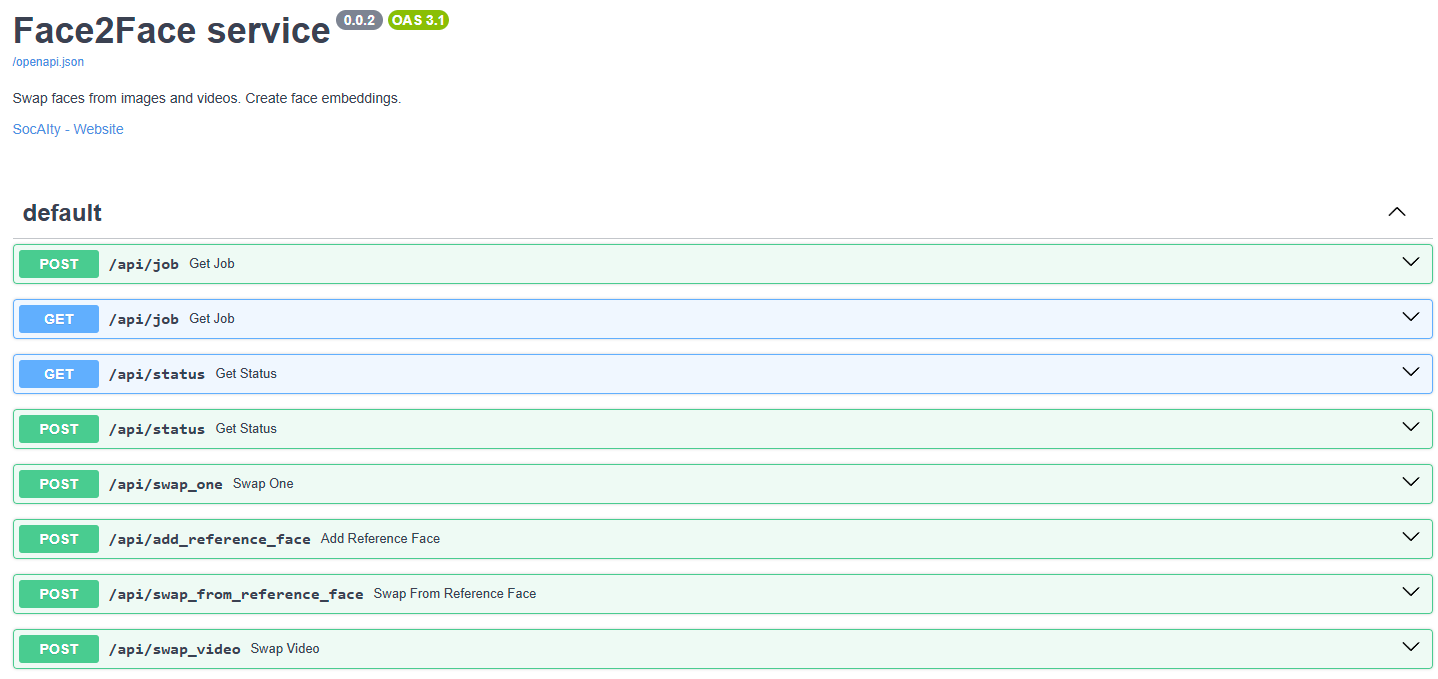 Face2Face service 0.0.2 OAS 3.1
/openapi.json
Swap faces from images and videos. Create face embeddings.
SocAIty - Website
default
POST /api/job Get Job
GET /api/job Get Job
GET /api/status Get Status
POST /api/status Get Status
POST /api/swap_one Swap One
POST /api/add_reference_face Add Reference Face
POST /api/swap_from_reference_face Swap From Reference Face
POST /api/swap_video Swap Video